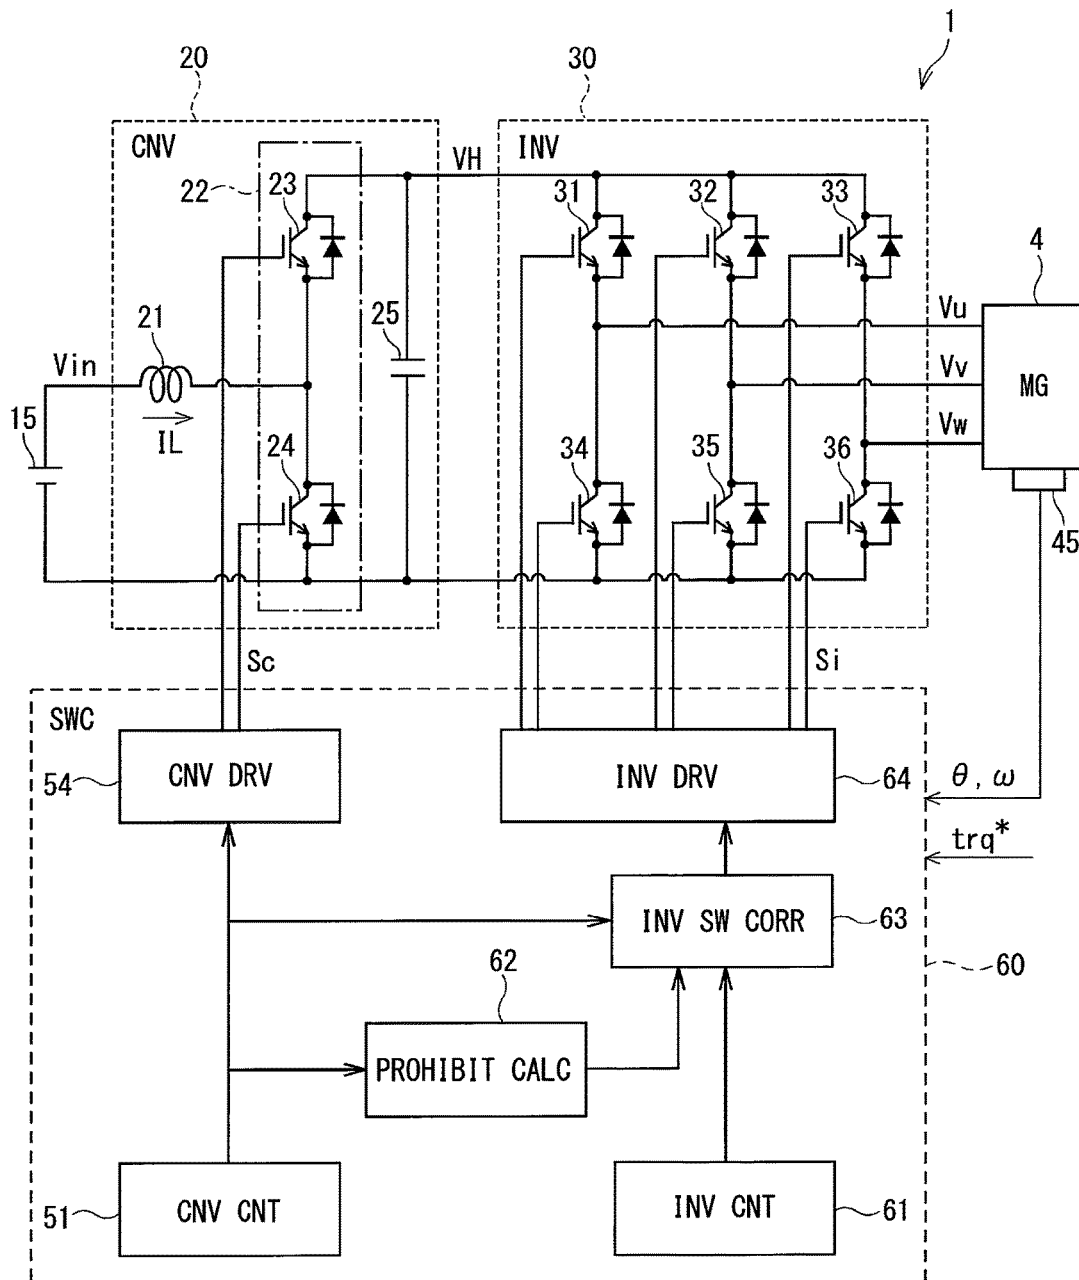 1
20
30
CNV
INV
VH
22
23
31
32
33
4
21
25
Vu
Vin
Vv
MG
15
IL
Vw
24
34
35
36
45
Sc
Si
SWC
54
CNV DRV
INV DRV
64
θ, ω
trq*
INV SW CORR
63
62
60
PROHIBIT CALC
51
CNV CNT
INV CNT
61